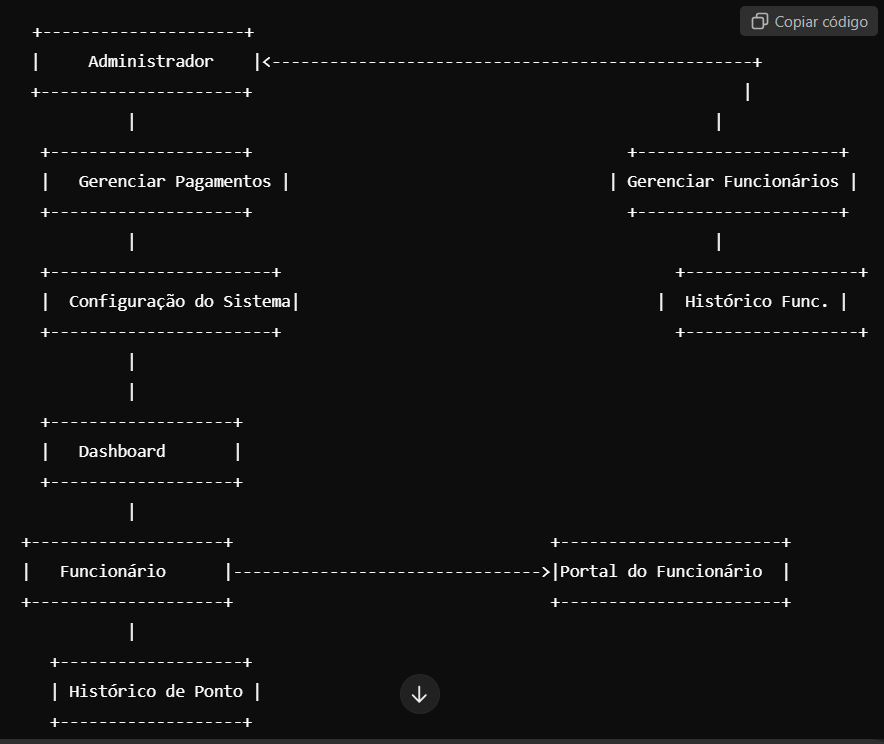 Copiar código
Administrador
Gerenciar Pagamentos
Gerenciar Funcionários
Configuração do Sistema
Histórico Func.
Dashboard
Funcionário
Portal do Funcionário
Histórico de Ponto